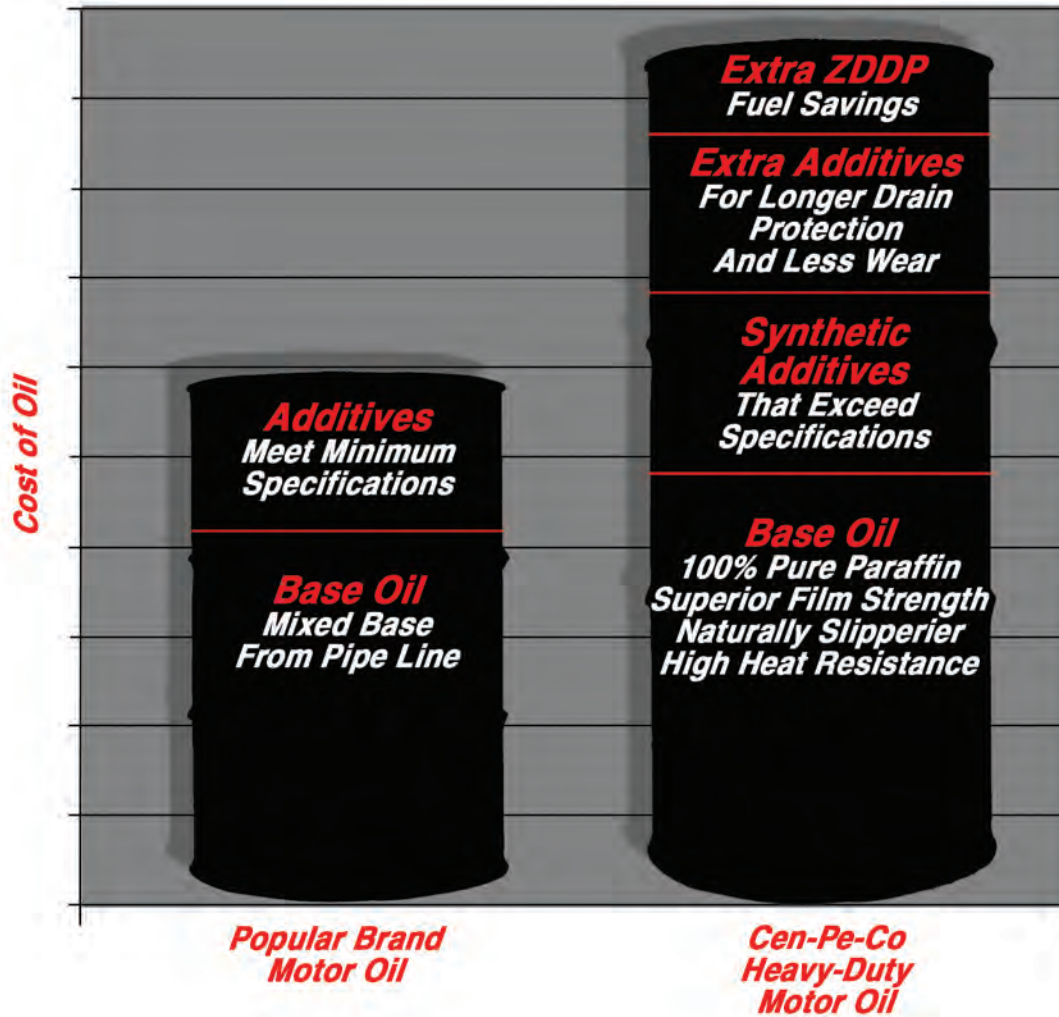 Cost of Oil
Additives
Meet Minimum
Specifications
Base Oil
Mixed Base
From Pipe Line
Popular Brand
Motor Oil
Extra ZDDP
Fuel Savings
Extra Additives
For Longer Drain
Protection
And Less Wear
Synthetic
Additives
That Exceed
Specifications
Base Oil
100% Pure Paraffin
Superior Film Strength
Naturally Slipperier
High Heat Resistance
Cen-Pe-Co
Heavy-Duty
Motor Oil